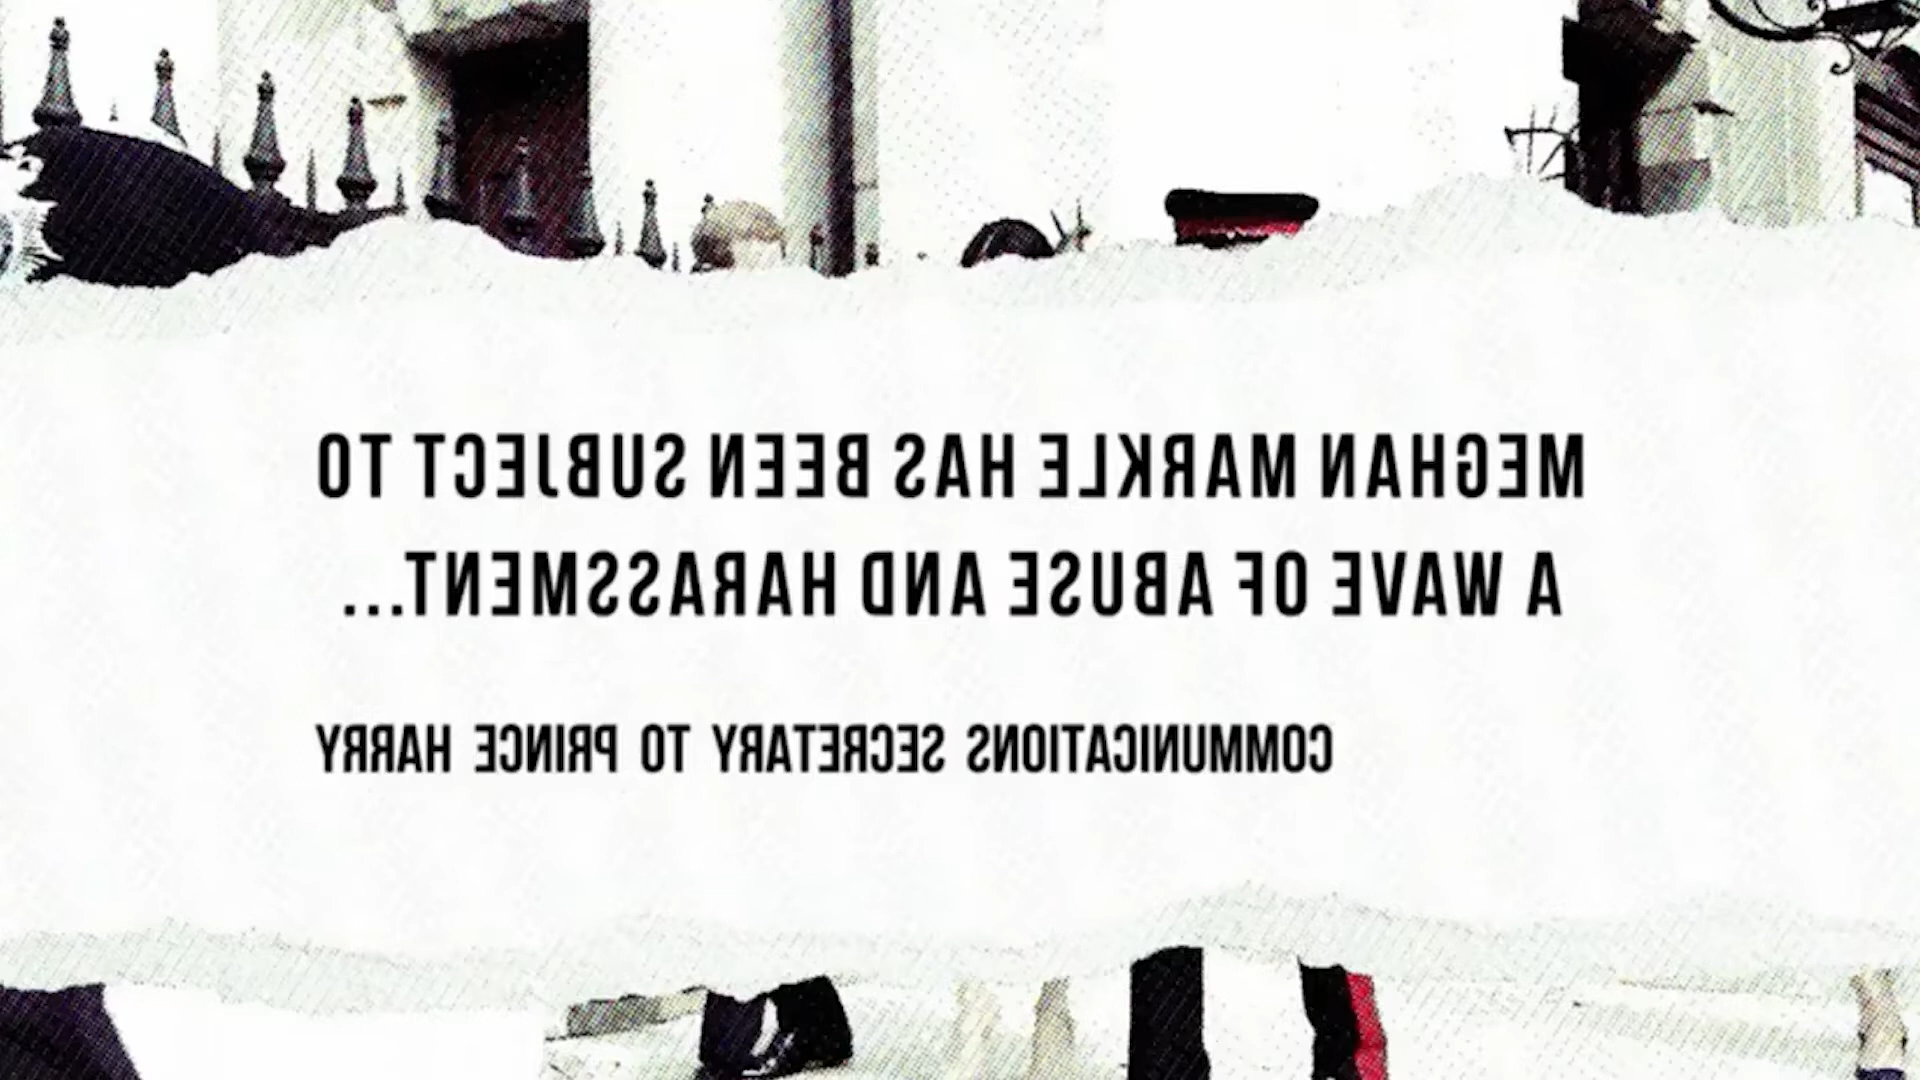 MEGHAN MARKLE HAS BEEN SUBJECT TO
A WAVE OF ABUSE AND HARASSMENT...
COMMUNICATIONS SECRETARY TO PRINCE HARRY